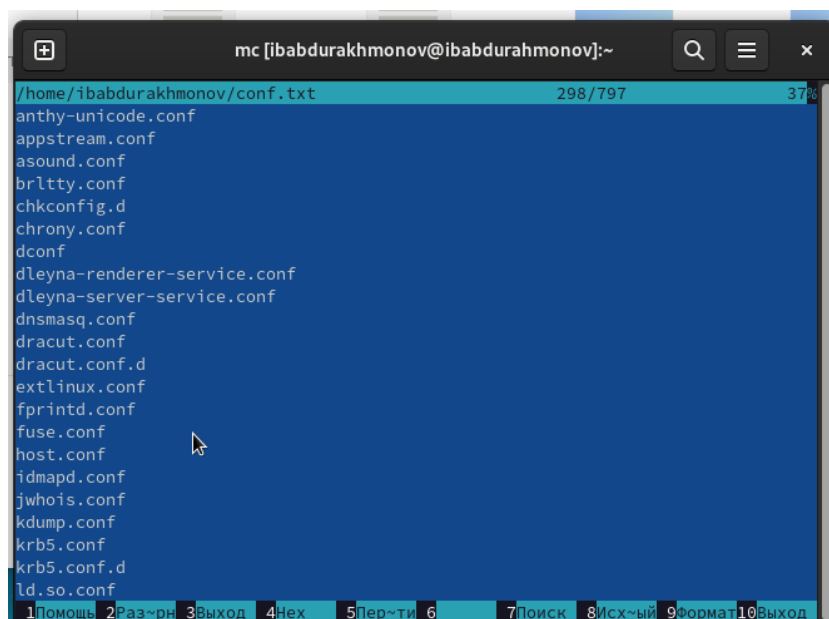 mc [ibabdurakhmonov@ibabdurahmonov]:~
/home/ibabdurakhmonov/conf.txt 298/797 37%
anthy-unicode.conf
appstream.conf
asound.conf
brltty.conf
chkconfig.d
chrony.conf
dconf
dleyna-renderer-service.conf
dleyna-server-service.conf
dnsmasq.conf
dracut.conf
dracut.conf.d
extlinux.conf
fprintd.conf
fuse.conf
host.conf
idmapd.conf
jwhois.conf
kdump.conf
krb5.conf
krb5.conf.d
ld.so.conf
1Помощь 2Раз~рн 3Выход 4Hex 5Пер~ти 6 7Поиск 8Исх~ый 9Формат 10Выход